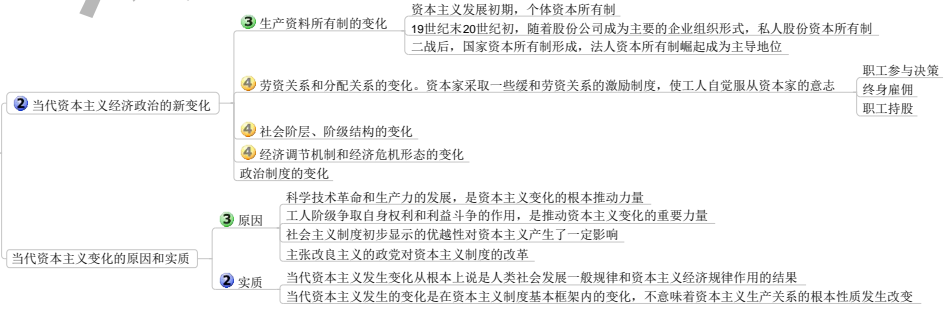 资本主义发展初期，个体资本所有制
3 生产资料所有制的变化
19世纪末20世纪初，随着股份公司成为主要的企业组织形式，私人股份资本所有制
二战后，国家资本所有制形成，法人资本所有制崛起成为主导地位
职工参与决策
4 劳资关系和分配关系的变化。资本家采取一些缓和劳资关系的激励制度，使工人自觉服从资本家的意志
终身雇佣
2 当代资本主义经济政治的新变化
职工持股
4 社会阶层、阶级结构的变化
4 经济调节机制和经济危机形态的变化
政治制度的变化
科学技术革命和生产力的发展，是资本主义变化的根本推动力量
3 原因
工人阶级争取自身权利和利益斗争的作用，是推动资本主义变化的重要力量
社会主义制度初步显示的优越性对资本主义产生了一定影响
主张改良主义的政党对资本主义制度的改革
当代资本主义变化的原因和实质
2 实质
当代资本主义发生变化从根本上说是人类社会发展一般规律和资本主义经济规律作用的结果
当代资本主义发生的变化是在资本主义制度基本框架内的变化，不意味着资本主义生产关系的根本性质发生改变